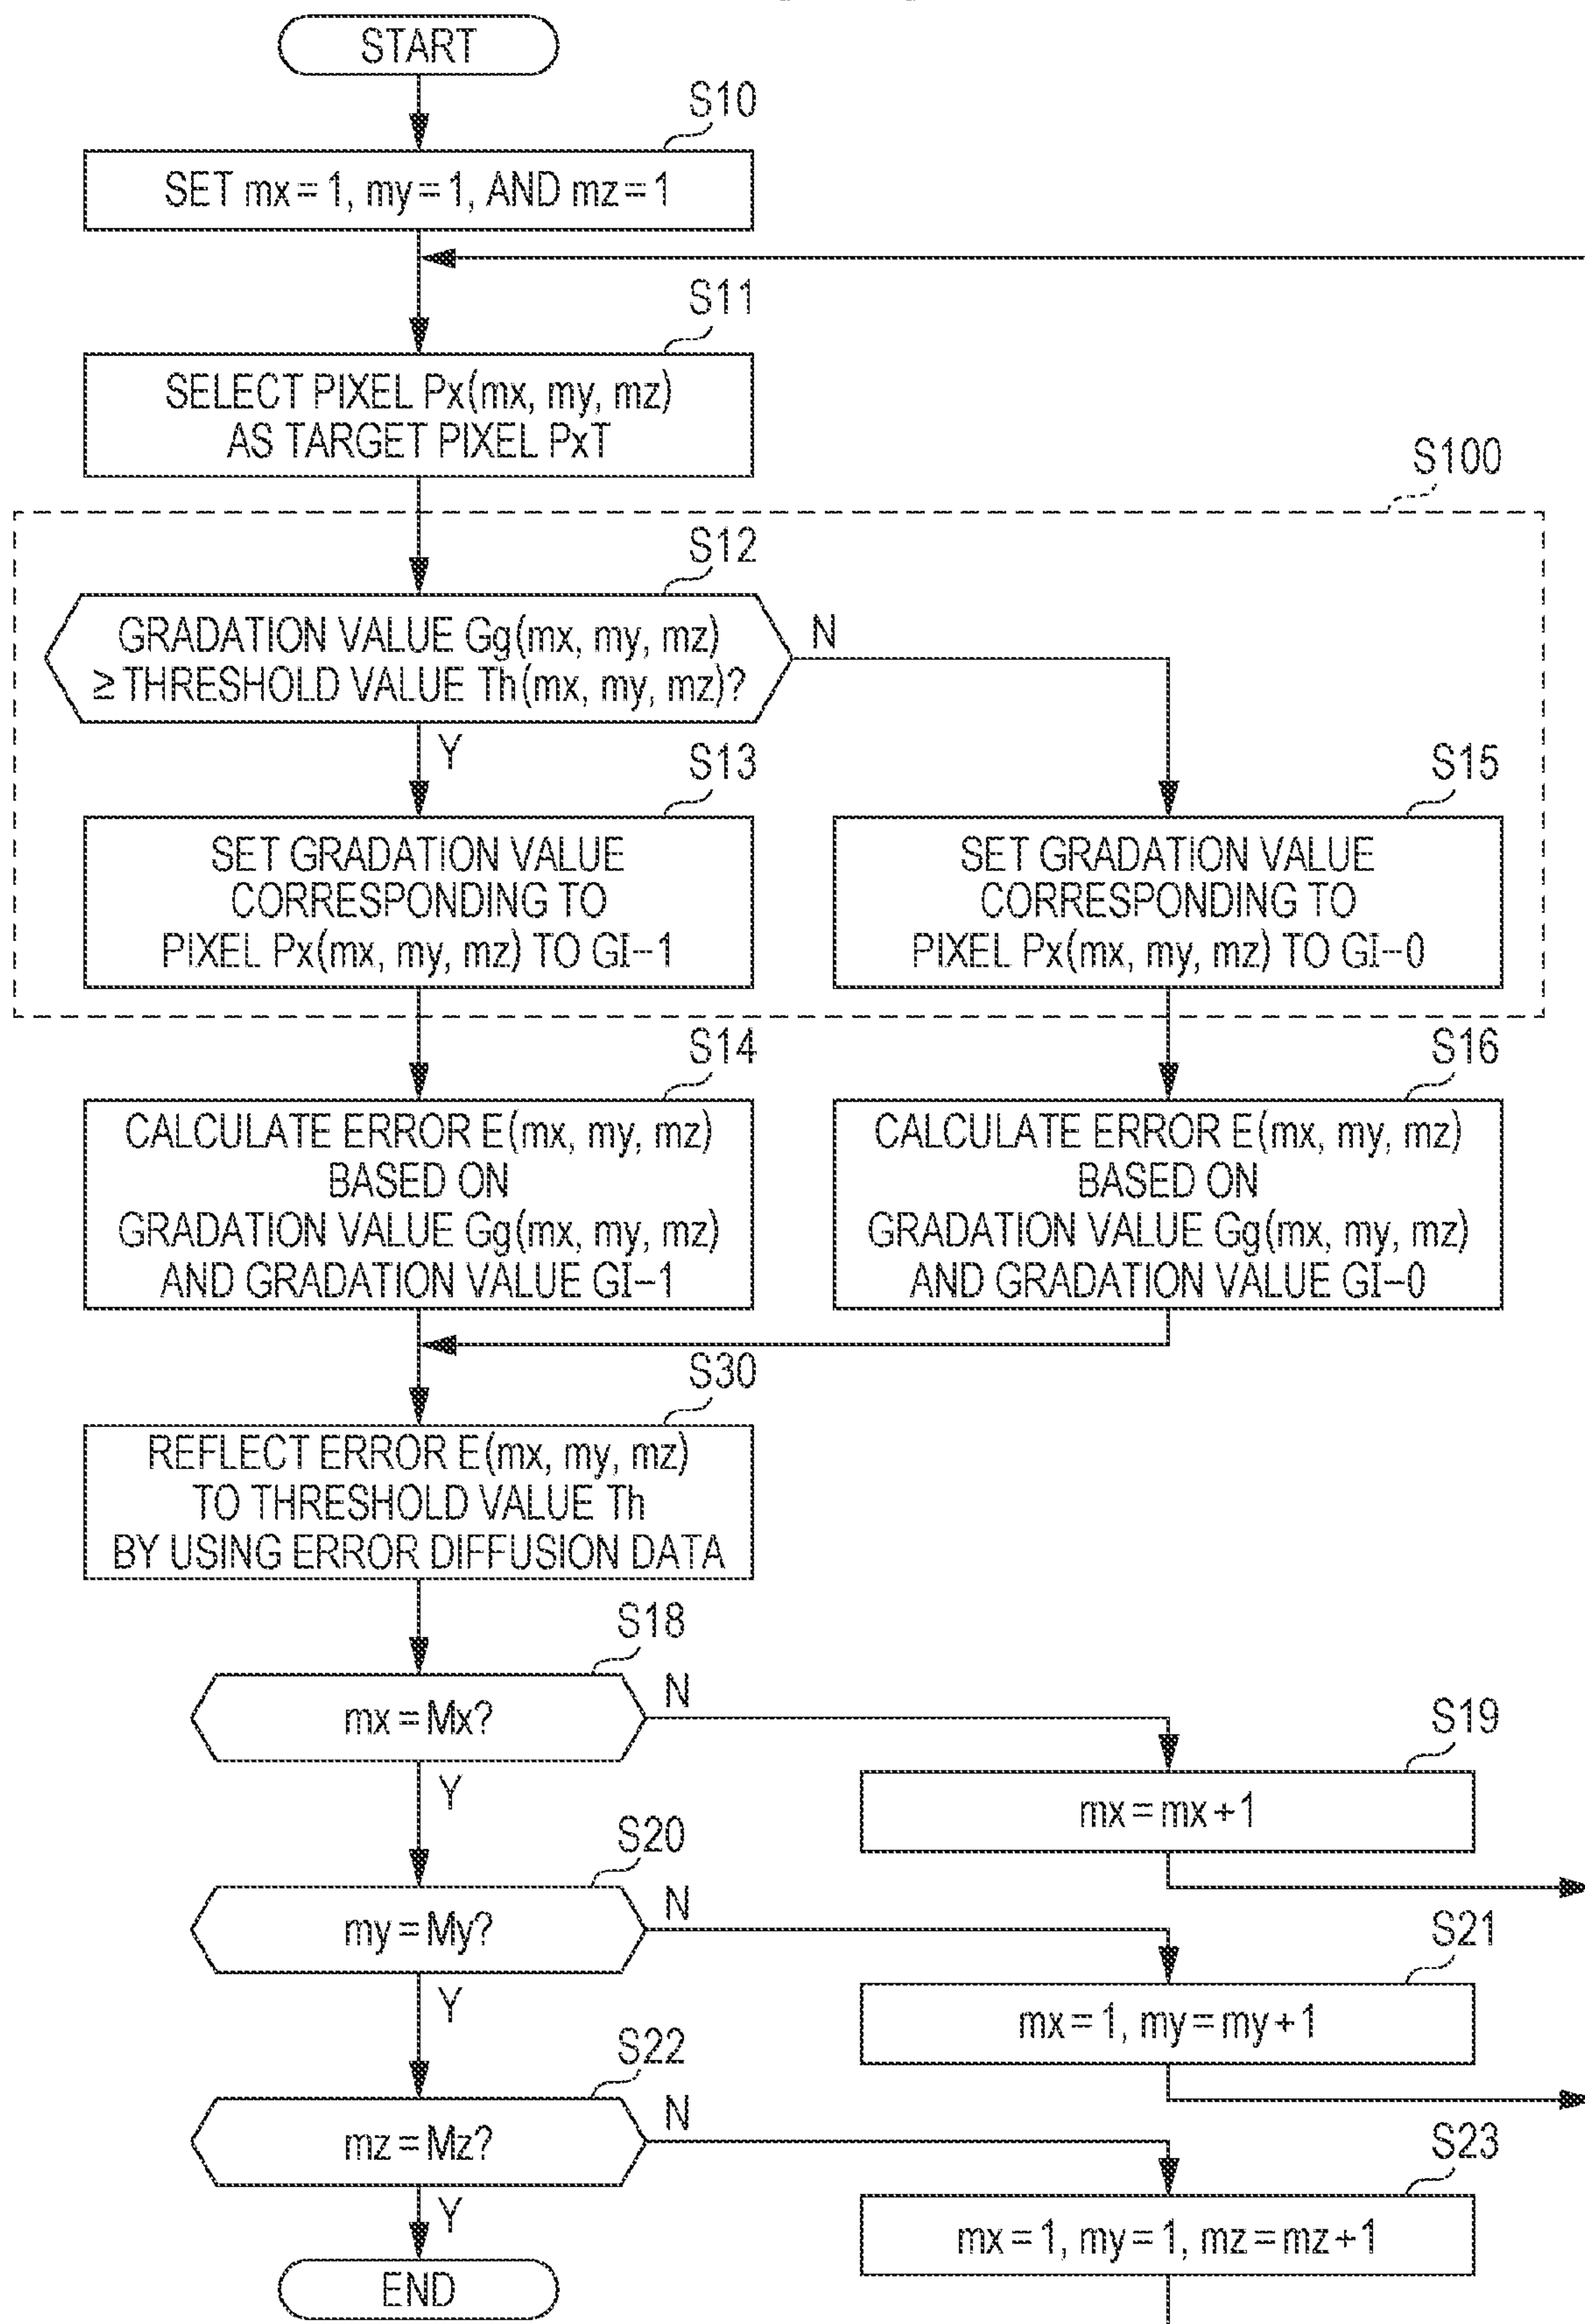 START
S10
SET mx = 1, my = 1, AND mz = 1
S11
SELECT PIXEL Px(mx, my, mz)
AS TARGET PIXEL PxT
S100
S12
GRADATION VALUE Gg(mx, my, mz)
≥ THRESHOLD VALUE Th(mx, my, mz)?
N
Y
S13
SET GRADATION VALUE
CORRESPONDING TO
PIXEL Px(mx, my, mz) TO GI-1
S15
SET GRADATION VALUE
CORRESPONDING TO
PIXEL Px(mx, my, mz) TO GI-0
S14
CALCULATE ERROR E(mx, my, mz)
BASED ON
GRADATION VALUE Gg(mx, my, mz)
AND GRADATION VALUE GI-1
S16
CALCULATE ERROR E(mx, my, mz)
BASED ON
GRADATION VALUE Gg(mx, my, mz)
AND GRADATION VALUE GI-0
S30
REFLECT ERROR E(mx, my, mz)
TO THRESHOLD VALUE Th
BY USING ERROR DIFFUSION DATA
S18
mx = Mx?
N
Y
S19
mx = mx + 1
S20
my = My?
N
Y
S21
mx = 1, my = my + 1
S22
mz = Mz?
N
Y
S23
mx = 1, my = 1, mz = mz + 1
END